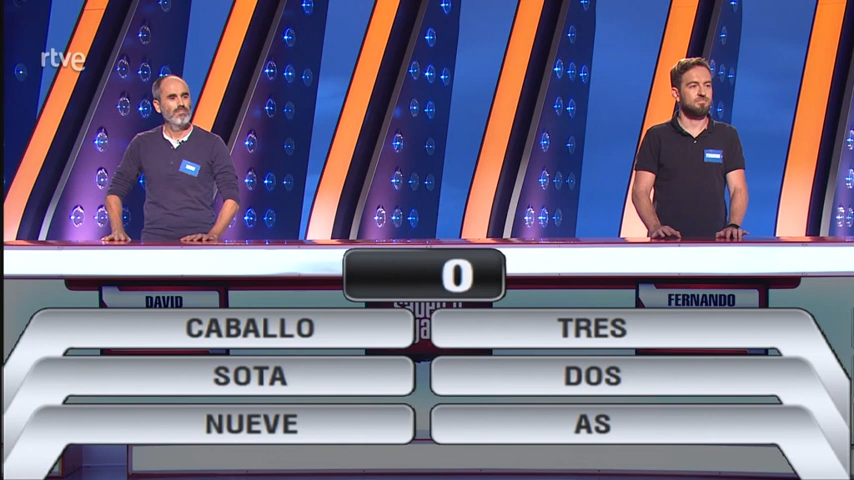 rtve
0
DAVID
FERNANDO
CABALLO
TRES
SOTA
DOS
NUEVE
AS